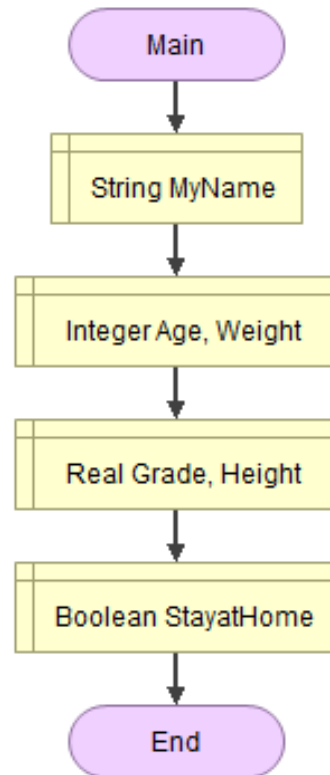 Main
String MyName
Integer Age, Weight
Real Grade, Height
Boolean StayatHome
End